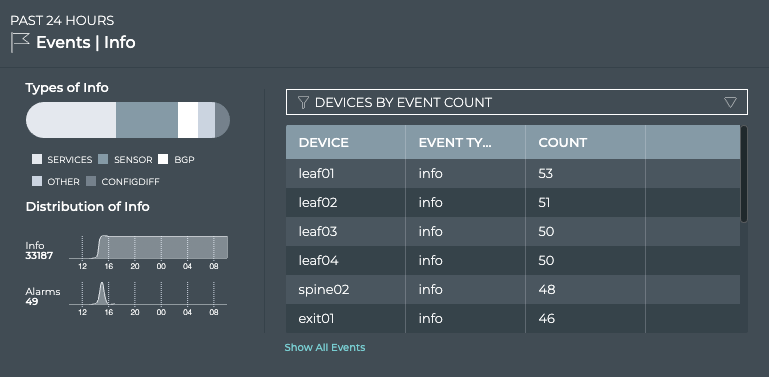 PAST 24 HOURS
Events | Info
Types of Info
SERVICES SENSOR BGP
OTHER CONFIGDIFF
Distribution of Info
Info
33187
12 16 20 00 04 08
Alarms
49
12 16 20 00 04 08
DEVICES BY EVENT COUNT
DEVICE EVENT TY... COUNT
leaf01 info 53
leaf02 info 51
leaf03 info 50
leaf04 info 50
spine02 info 48
exit01 info 46
Show All Events